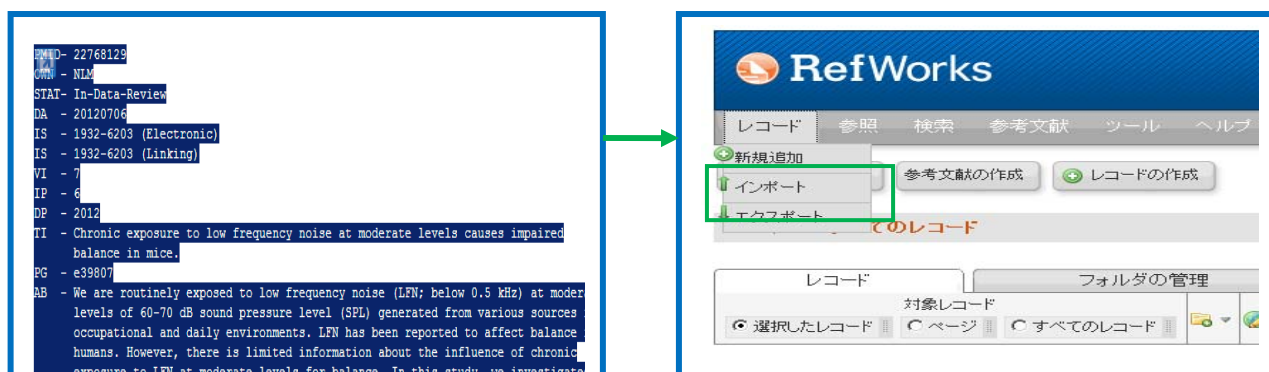 PMID- 22768129
OWN - NLM
STAT- In-Data-Review
DA - 20120706
IS - 1932-6203 (Electronic)
IS - 1932-6203 (Linking)
VI - 7
IP - 6
DP - 2012
TI - Chronic exposure to low frequency noise at moderate levels causes impaired
balance in mice.
PG - e39807
AB - We are routinely exposed to low frequency noise (LFN; below 0.5 kHz) at moder
levels of 60-70 dB sound pressure level (SPL) generated from various sources
occupational and daily environments. LFN has been reported to affect balance
humans. However, there is limited information about the influence of chronic
exposure to LFN at moderate levels for balance. In this study, we investigate
RefWorks
レコード 参照 検索 参考文献 ツール ヘルプ
新規追加
インポート
エクスポート
参考文献の作成 レコードの作成
てのレコード
レコード フォルダの管理
対象レコード
選択したレコード ページ すべてのレコード